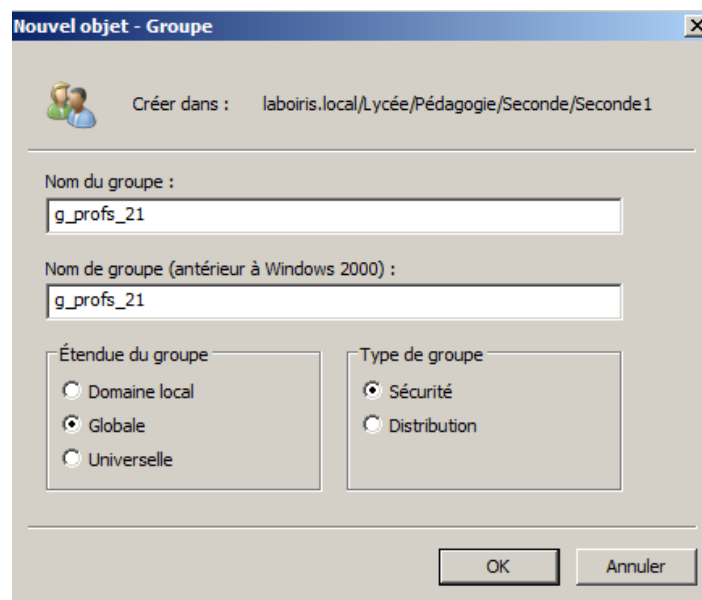 Nouvel objet - Groupe
Créer dans : laboiris.local/Lycée/Pédagogie/Seconde/Seconde1
Nom du groupe :
g_profs_21
Nom de groupe (antérieur à Windows 2000) :
g_profs_21
Étendue du groupe
Domaine local
Globale
Universelle
Type de groupe
Sécurité
Distribution
OK
Annuler